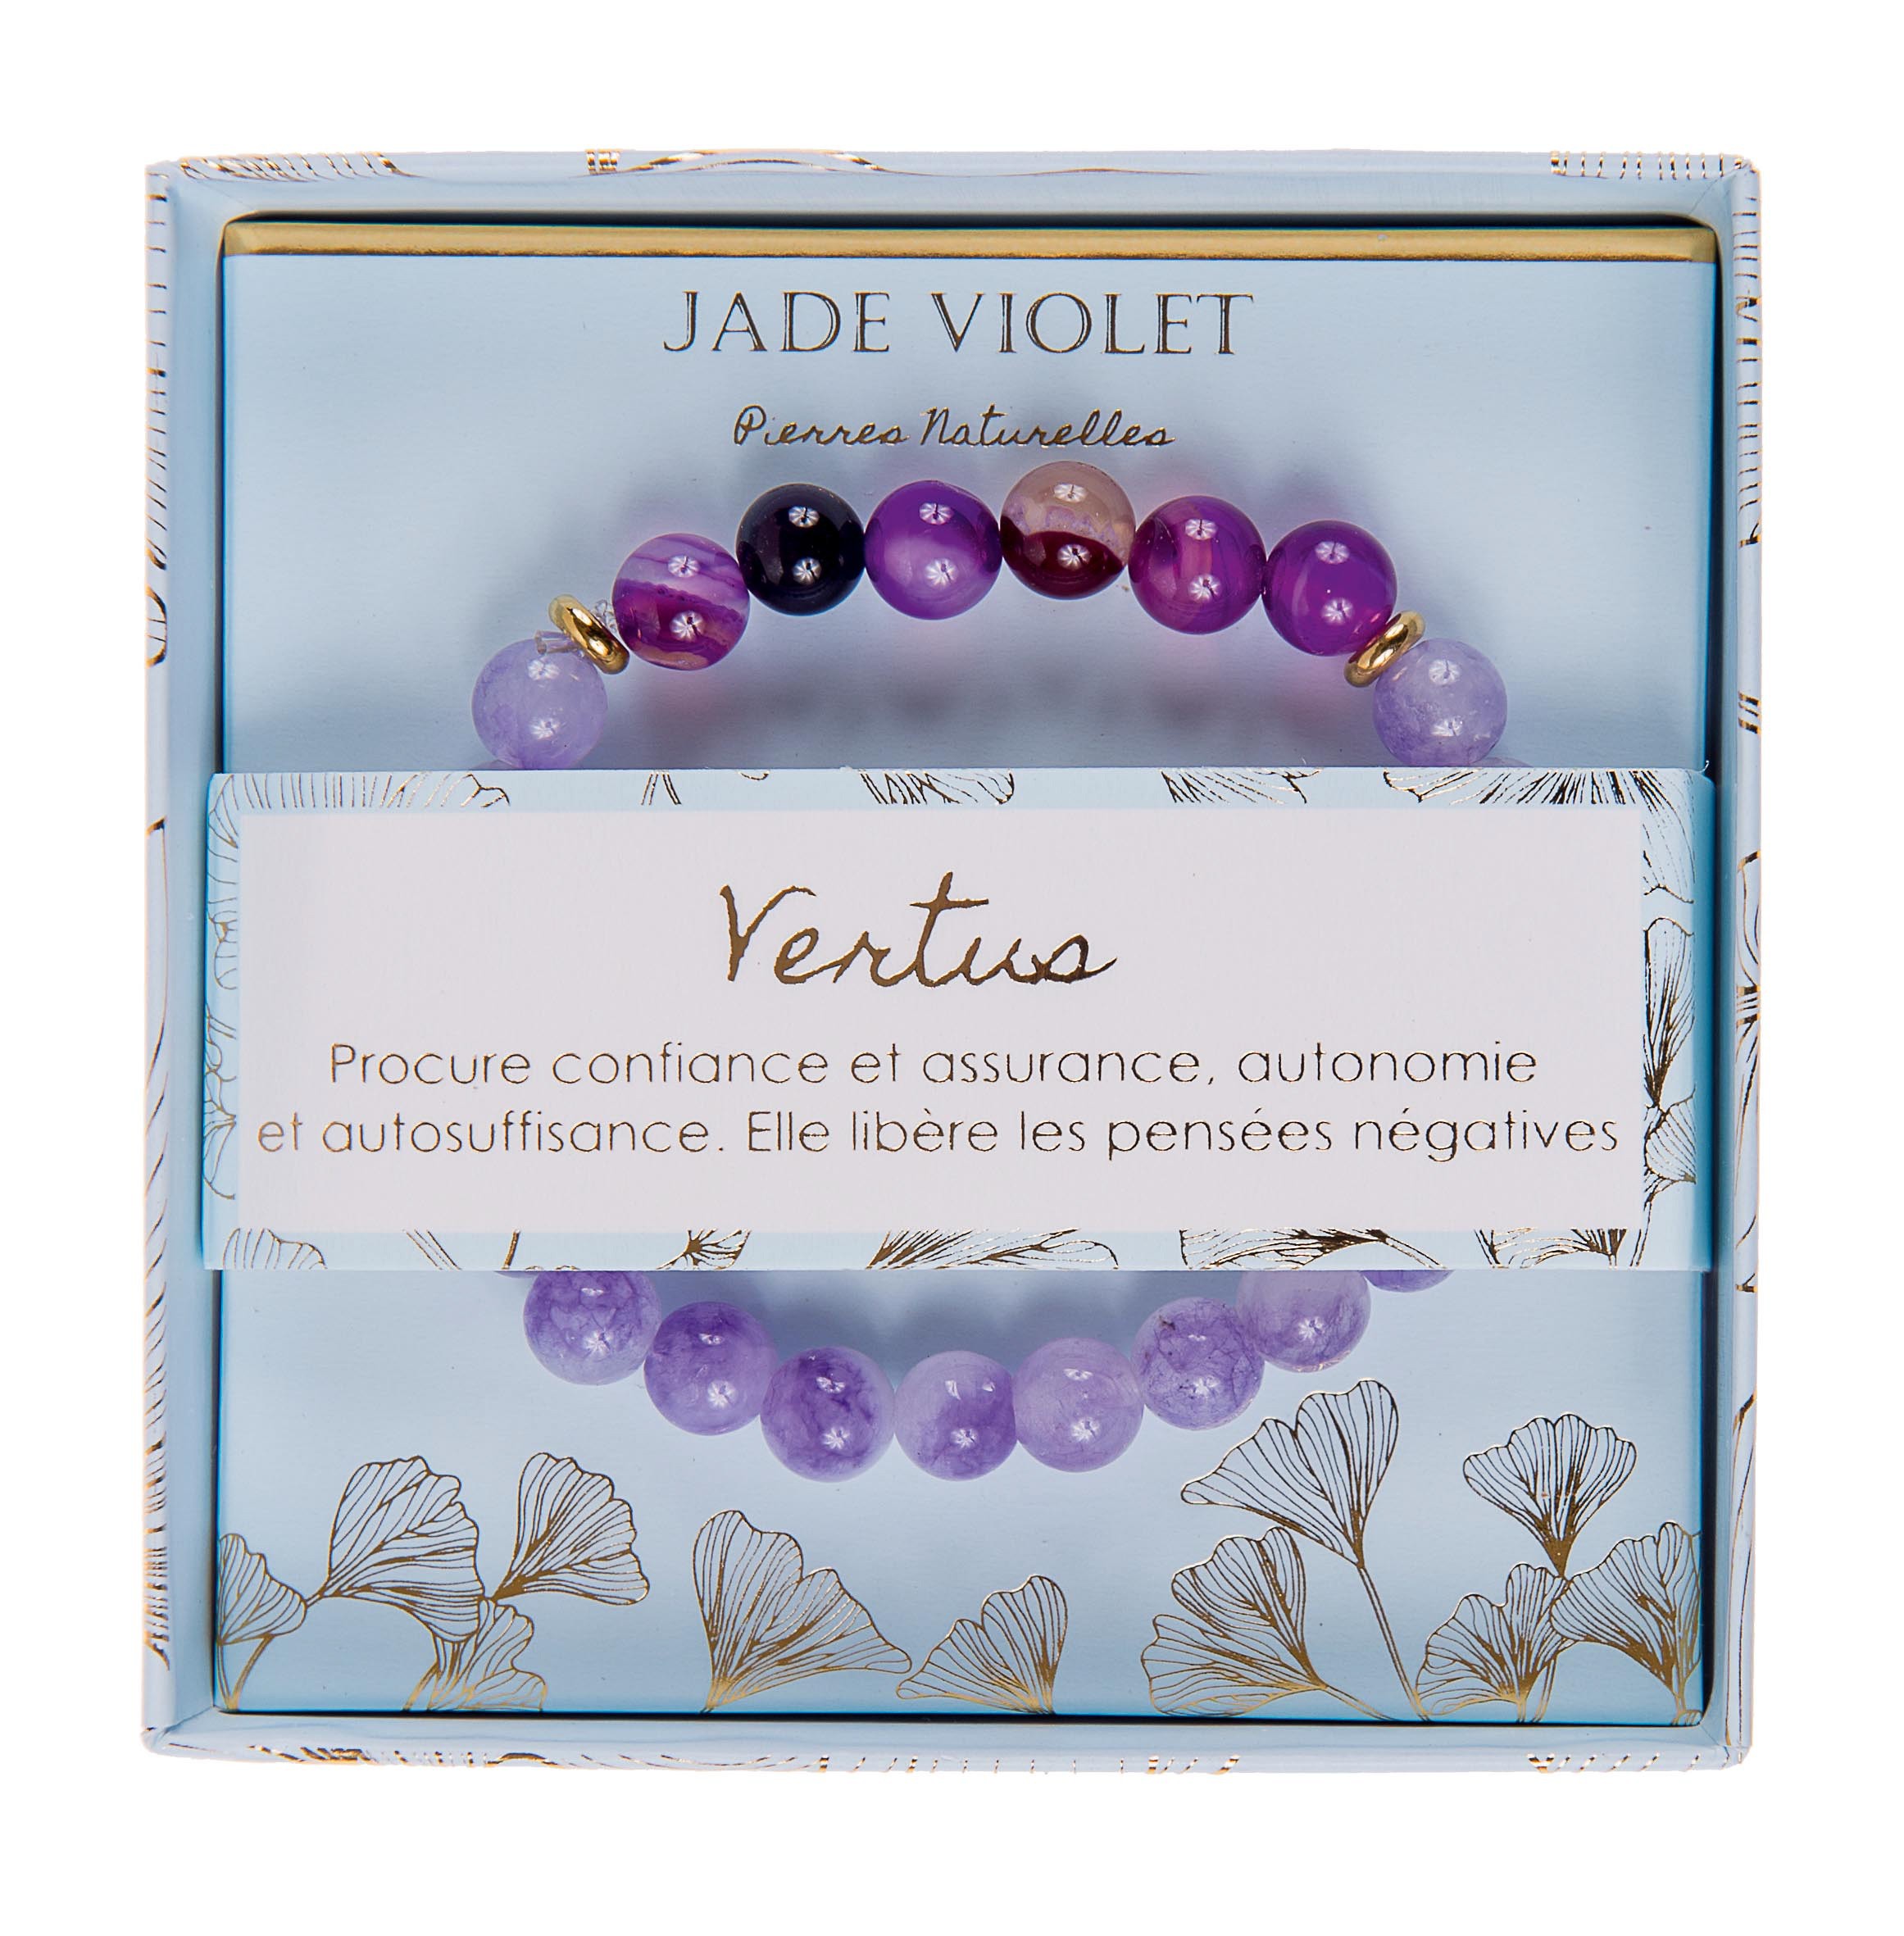 JADE VIOLET
Pierres Naturelles
Vertus
Procure confiance et assurance, autonomie
et autosuffisance. Elle libère les pensées négatives